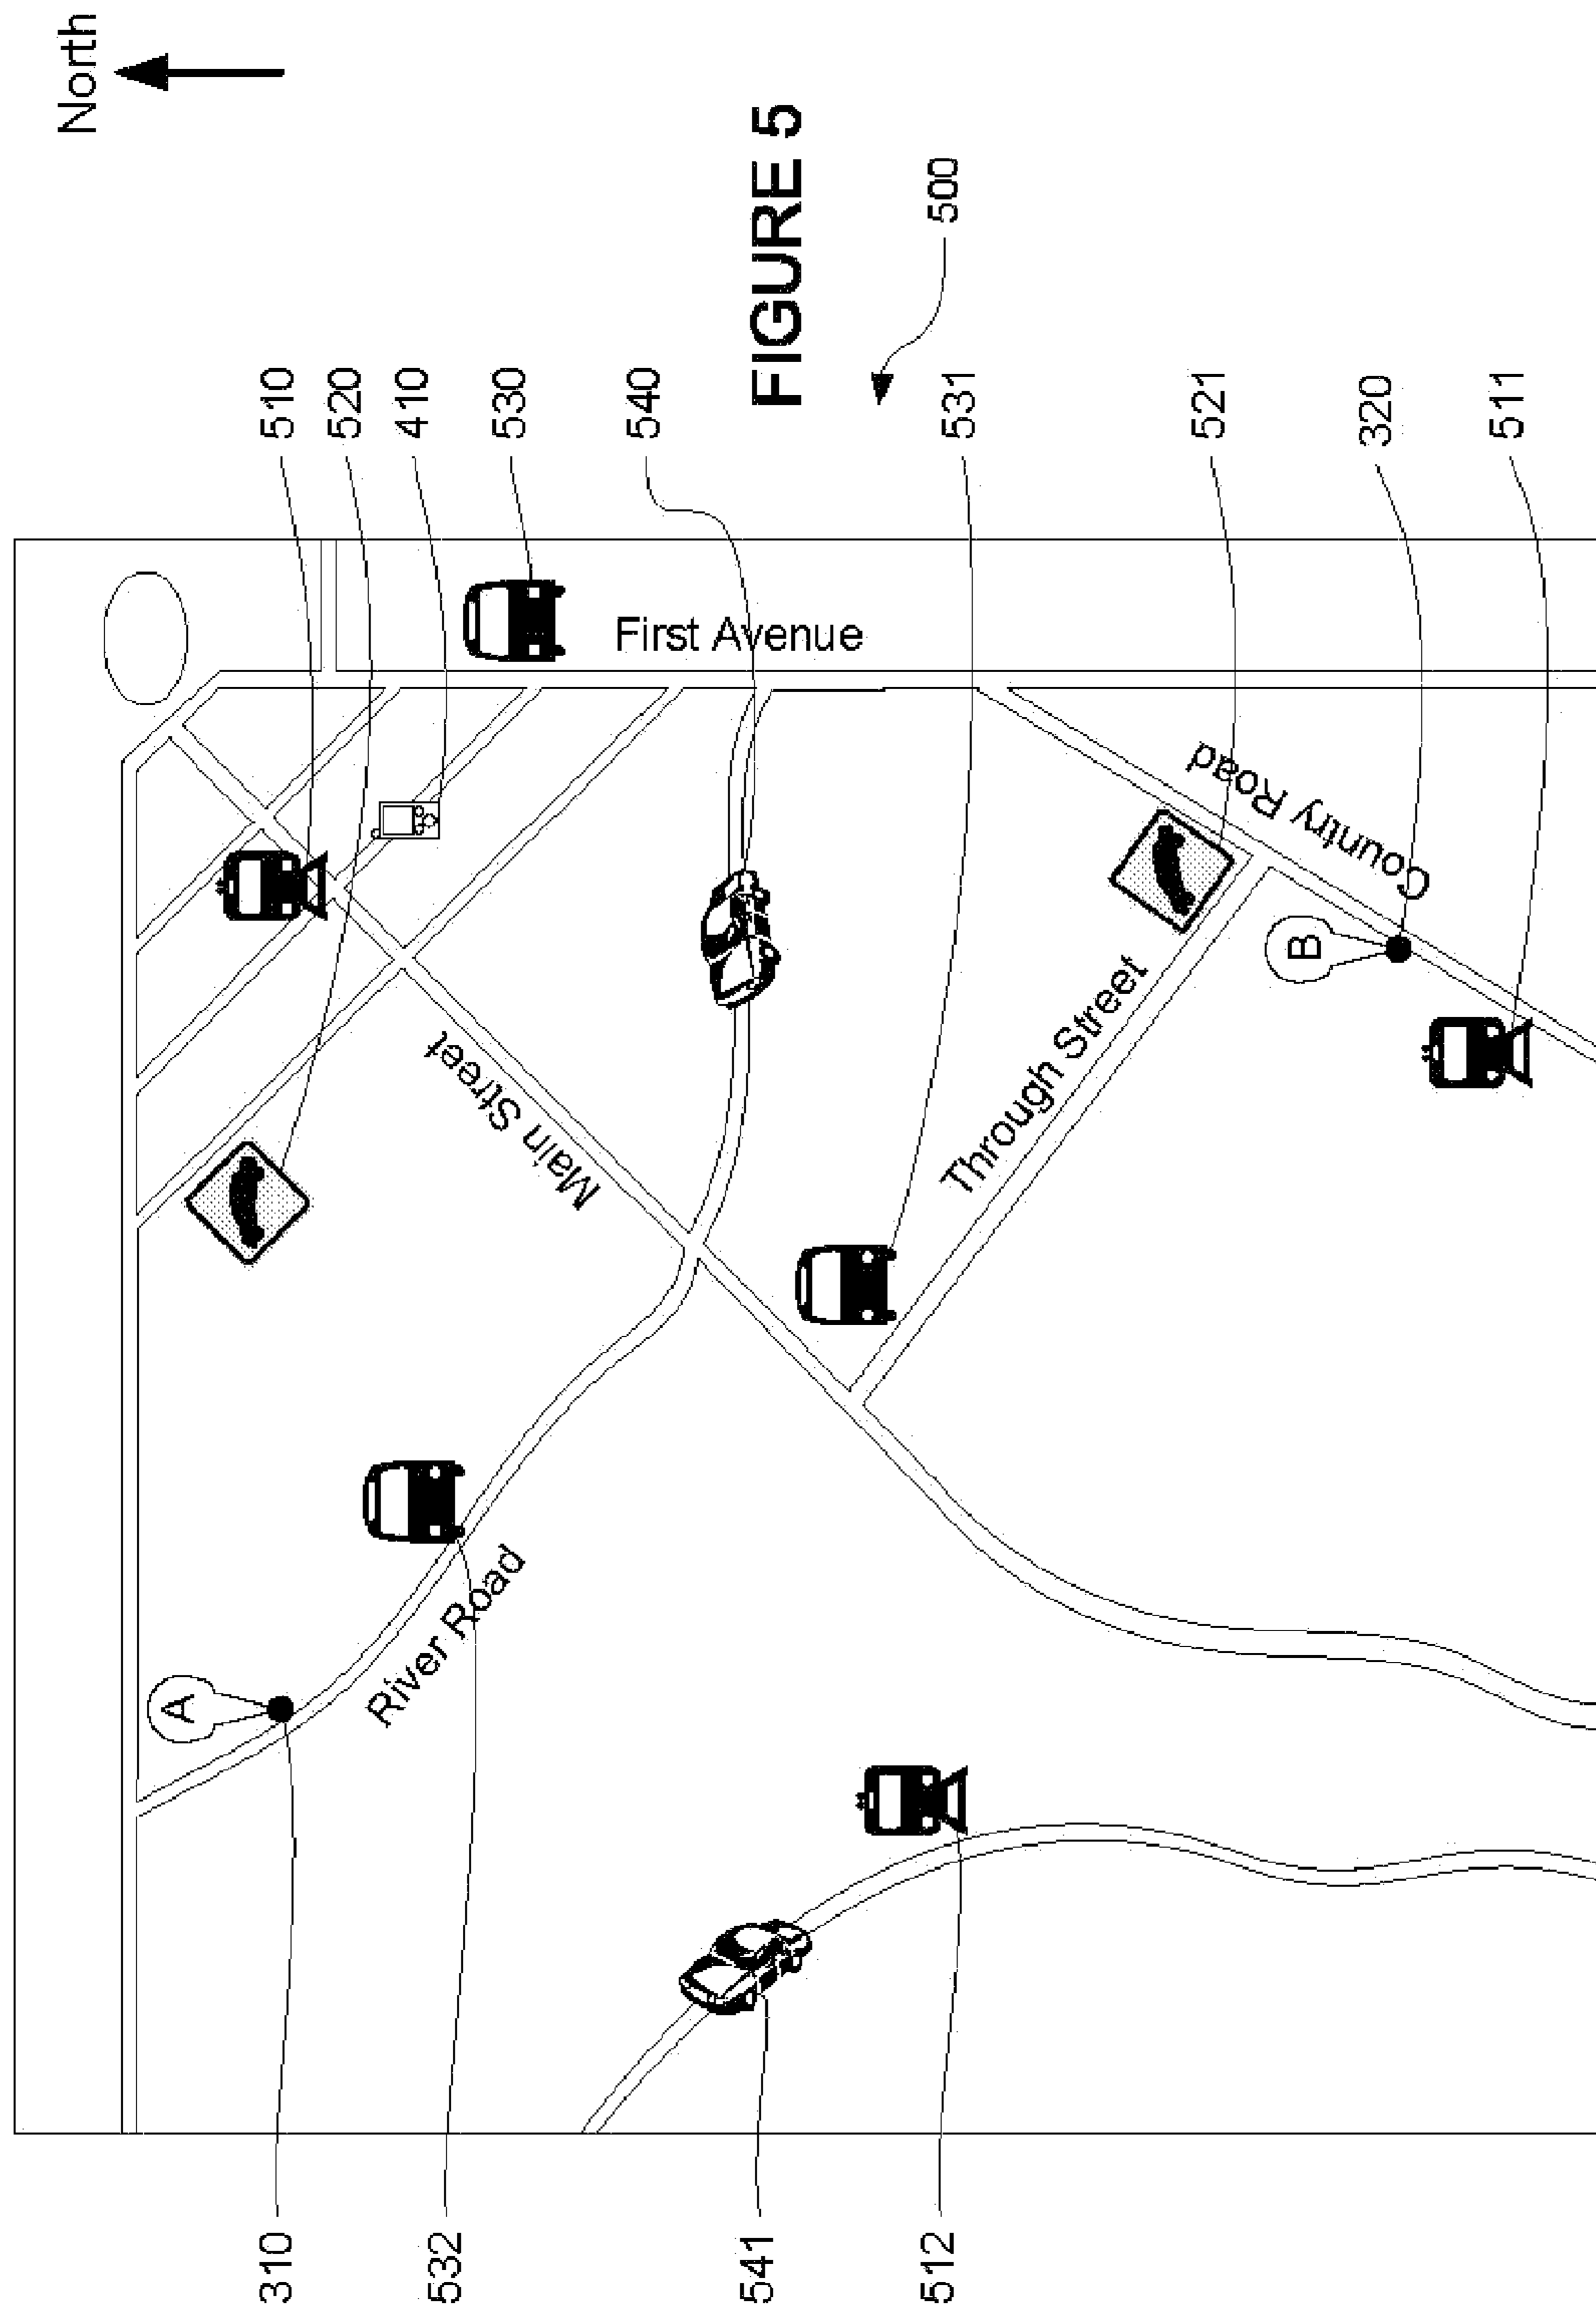 North
FIGURE 5
500
510
520
410
530
540
531
521
320
511
First Avenue
Country Road
Main Street
Through Street
River Road
A
B
310
532
541
512